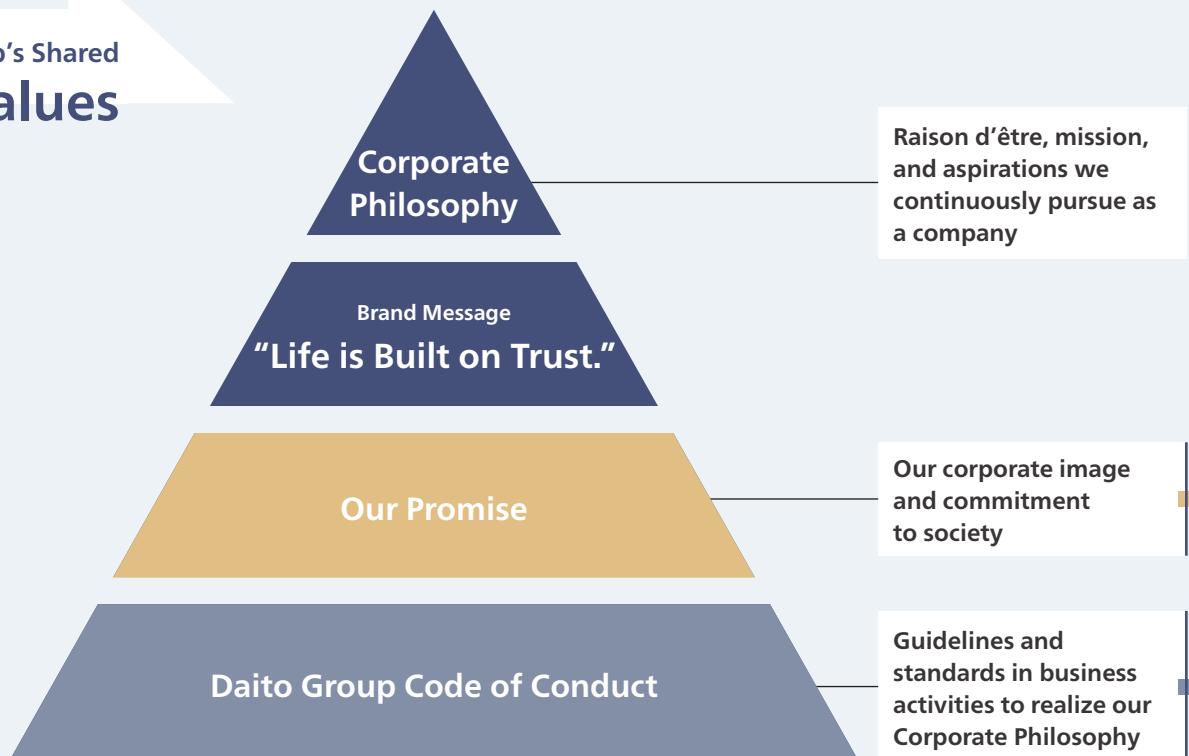 's Shared
alues
Corporate
Philosophy
Raison d’être, mission,
and aspirations we
continuously pursue as
a company
Brand Message
“Life is Built on Trust.”
Our Promise
Our corporate image
and commitment
to society
Daito Group Code of Conduct
Guidelines and
standards in business
activities to realize our
Corporate Philosophy